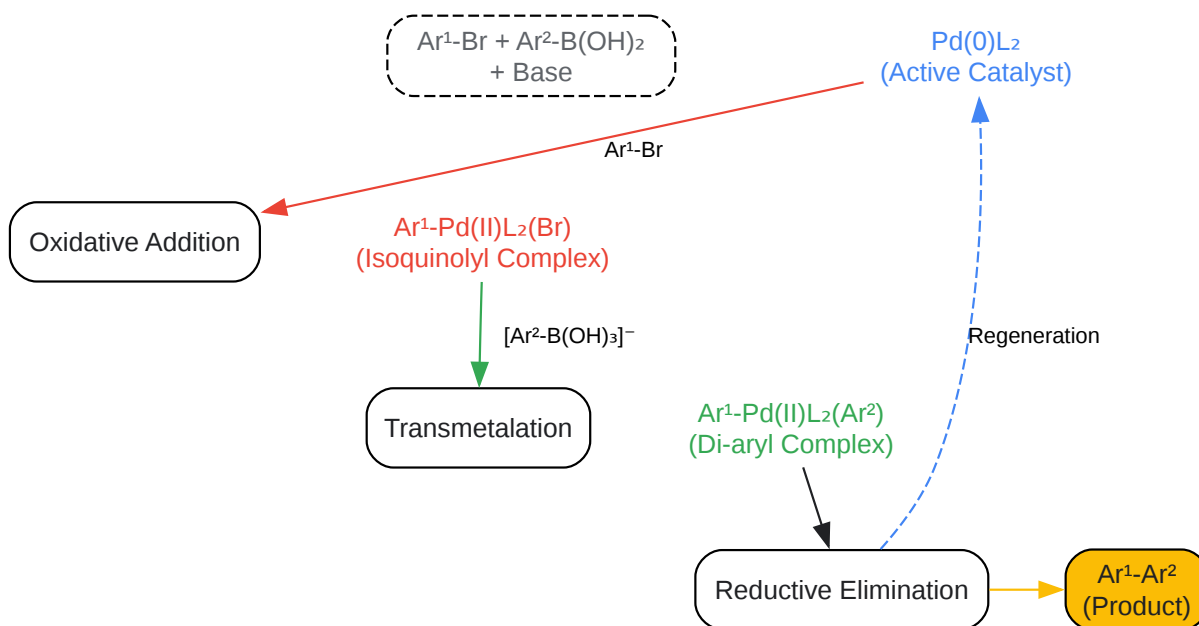 Ar¹-Br + Ar²-B(OH)₂
+ Base
Pd(0)L₂
(Active Catalyst)
Ar¹-Br
Oxidative Addition
Ar¹-Pd(II)L₂(Br)
(Isoquinolyl Complex)
[Ar²-B(OH)₃]⁻
Regeneration
Transmetalation
Ar¹-Pd(II)L₂(Ar²)
(Di-aryl Complex)
Reductive Elimination
Ar¹-Ar²
(Product)